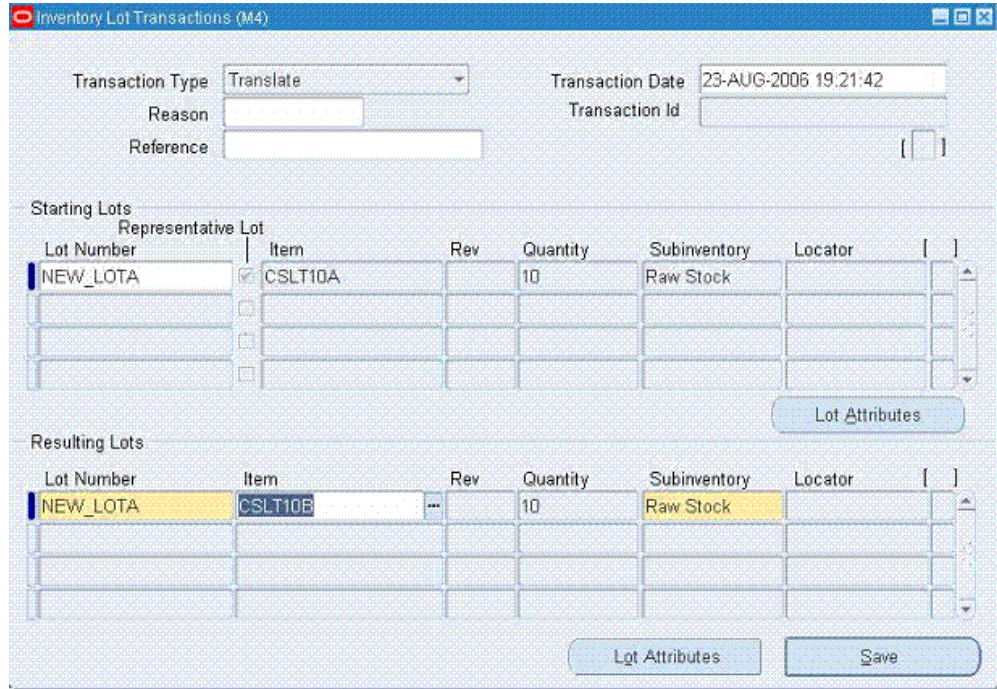 Inventory Lot Transactions (M4)
Transaction Type Translate Transaction Date 23-AUG-2006 19:21:42
Reason Transaction Id
Reference [ ]
Starting Lots
Representative Lot
Lot Number Item Rev Quantity Subinventory Locator [ ]
NEW_LOTA CSLT10A 10 Raw Stock
Lot Attributes
Resulting Lots
Lot Number Item Rev Quantity Subinventory Locator [ ]
NEW_LOTA CSLT10B ... 10 Raw Stock
Lot Attributes Save